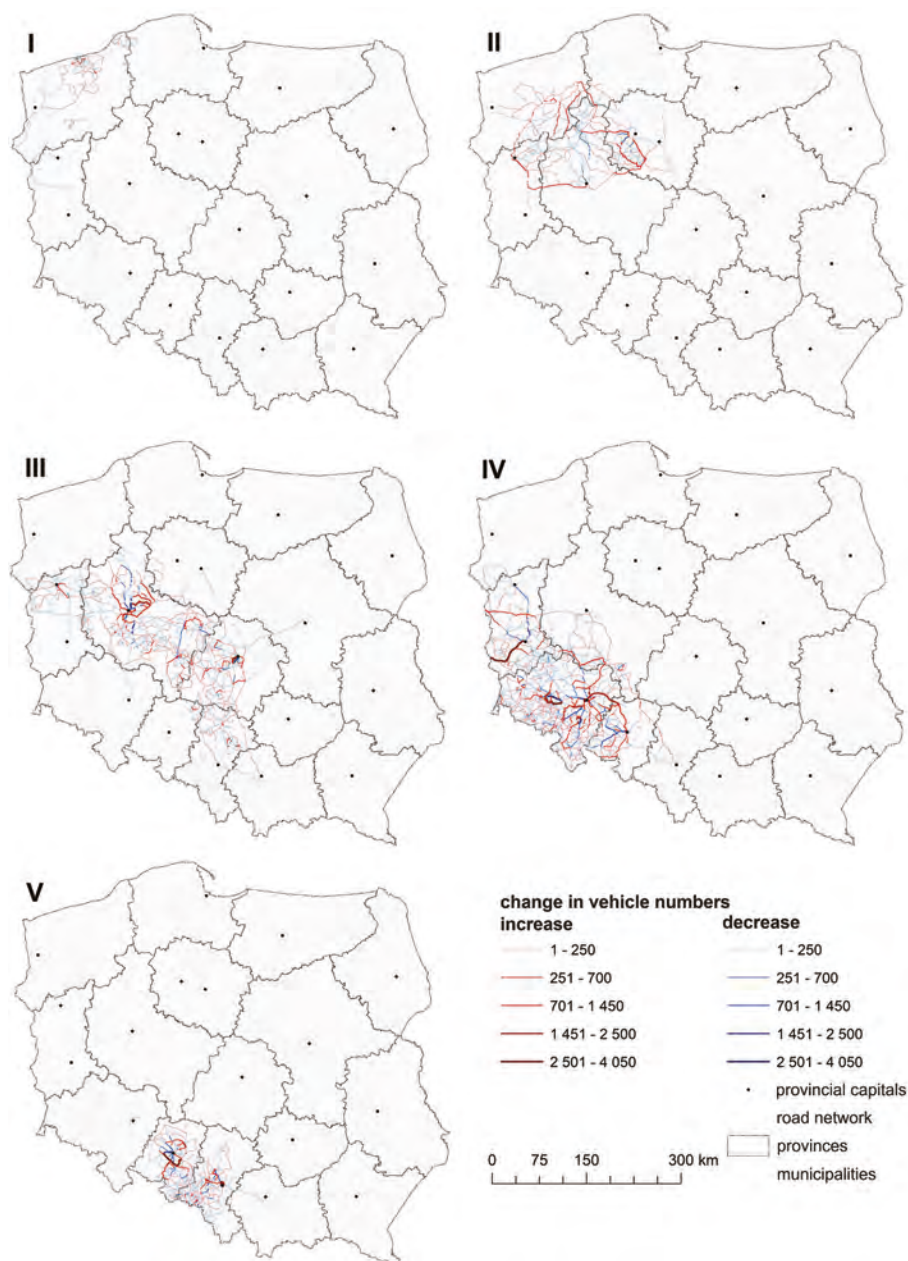 I
II
III
IV
V
change in vehicle numbers
increase
decrease
1 - 250
251 - 700
701 - 1 450
1 451 - 2 500
2 501 - 4 050
1 - 250
251 - 700
701 - 1 450
1 451 - 2 500
2 501 - 4 050
provincial capitals
road network
provinces
municipalities
0 75 150 300 km